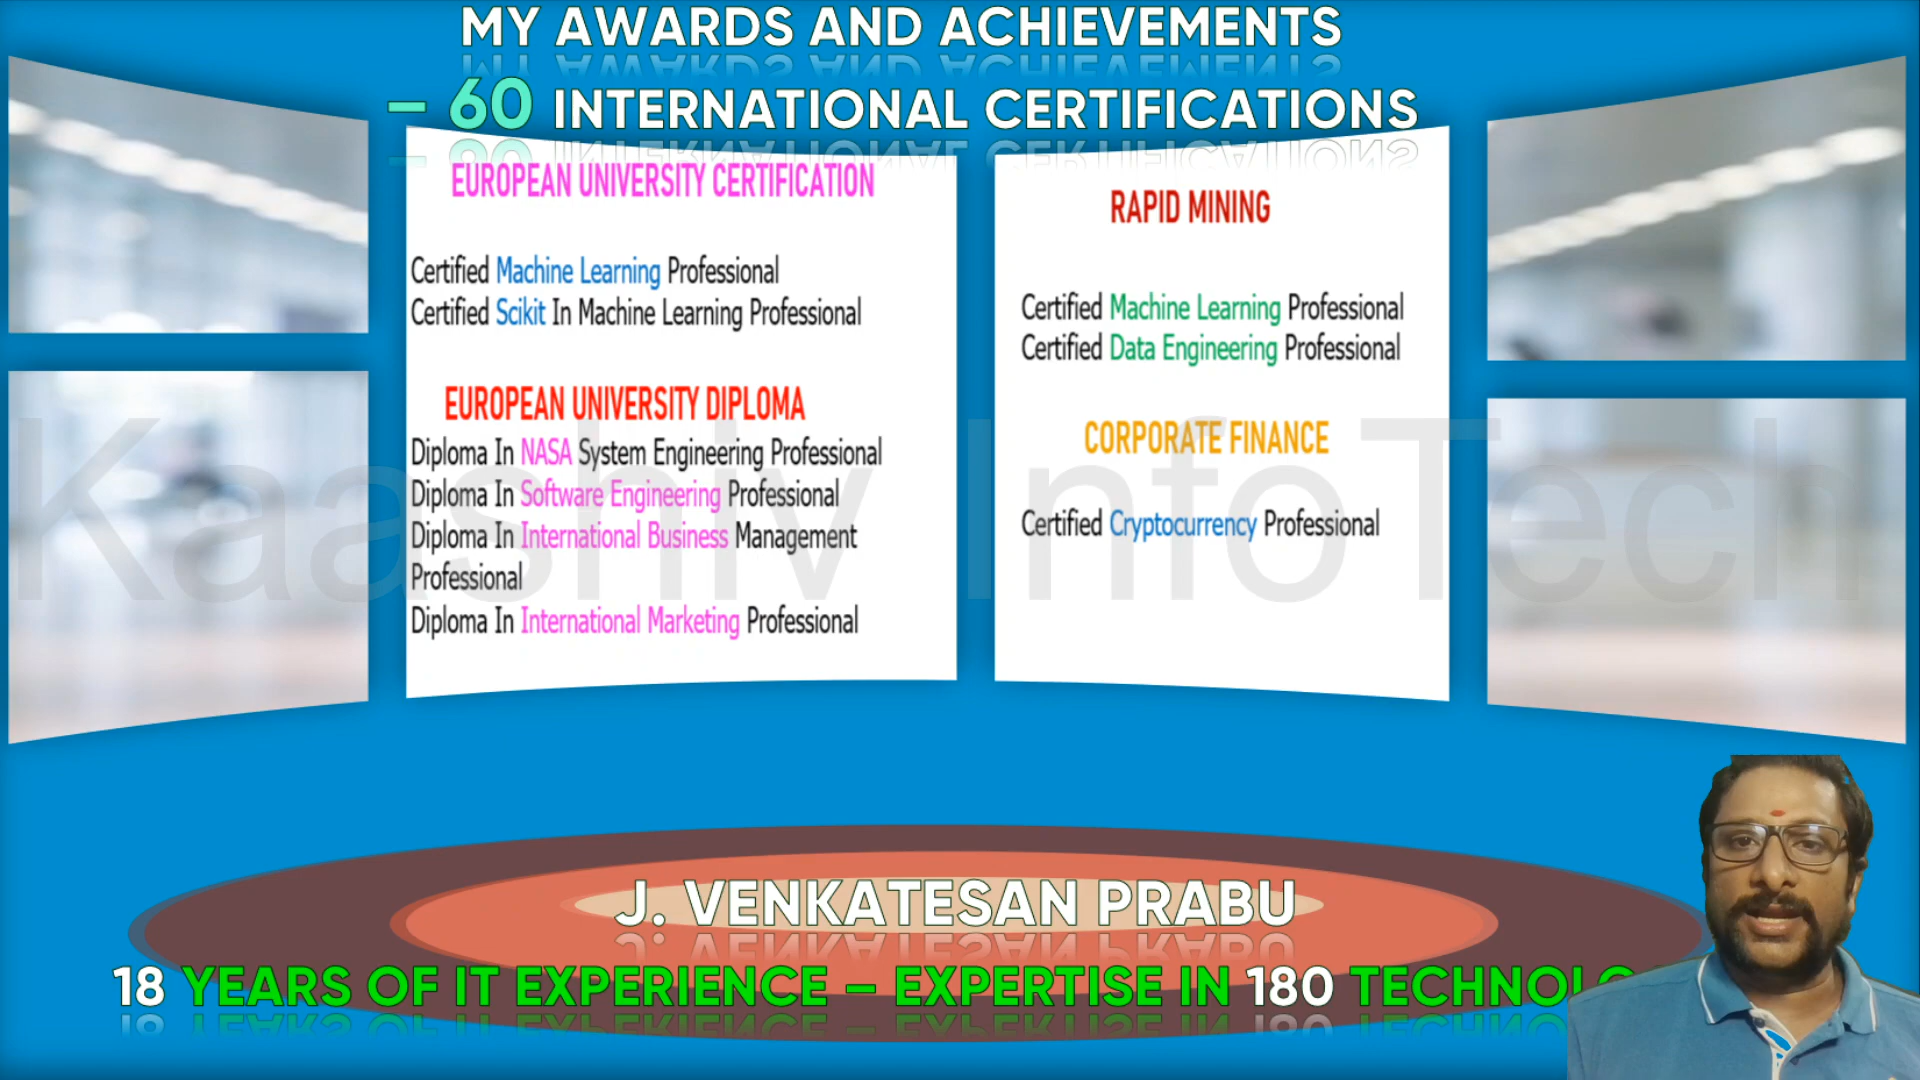 MY AWARDS AND ACHIEVEMENTS
– 60 INTERNATIONAL CERTIFICATIONS
EUROPEAN UNIVERSITY CERTIFICATION
Certified Machine Learning Professional
Certified Scikit In Machine Learning Professional
EUROPEAN UNIVERSITY DIPLOMA
Diploma In NASA System Engineering Professional
Diploma In Software Engineering Professional
Diploma In International Business Management
Professional
Diploma In International Marketing Professional
RAPID MINING
Certified Machine Learning Professional
Certified Data Engineering Professional
CORPORATE FINANCE
Certified Cryptocurrency Professional
Kaashiv InfoTech
J. VENKATESAN PRABU
18 YEARS OF IT EXPERIENCE – EXPERTISE IN 180